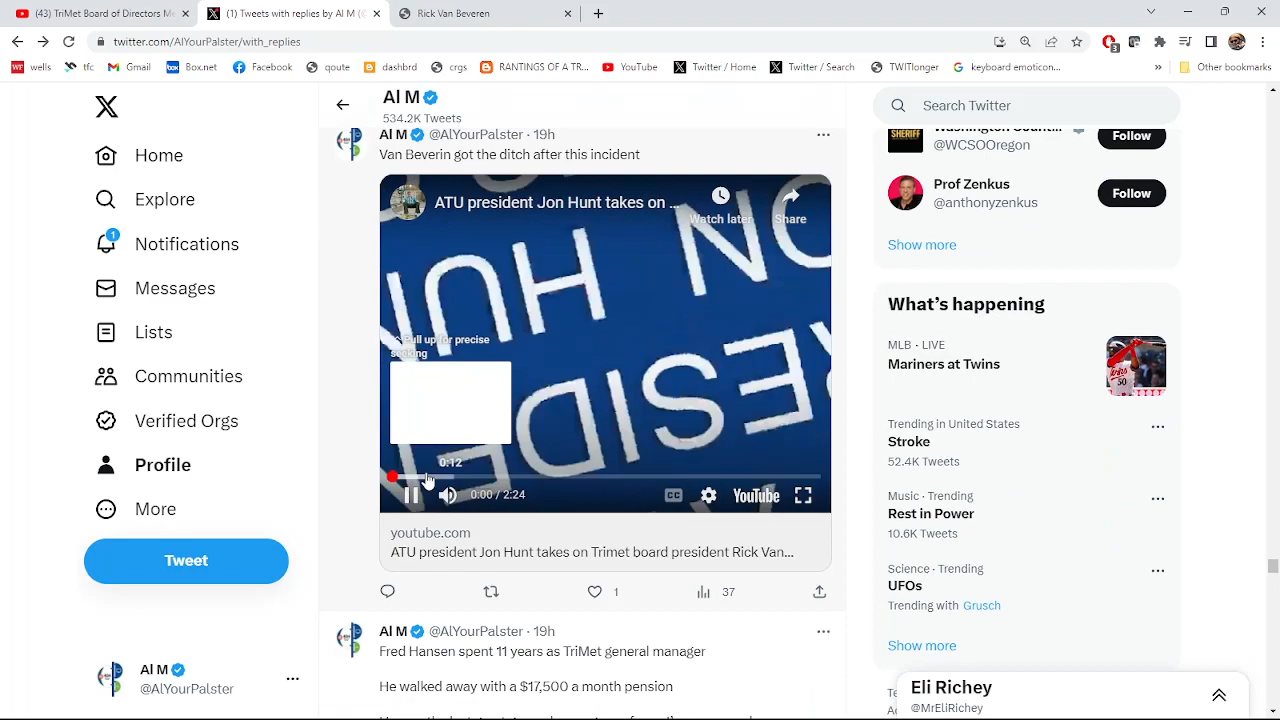 (43) TriMet Board of Directors Me
(1) Tweets with replies by Al M (
Rick Van Beveren
twitter.com/AlYourPalster/with_replies
3
wells
tfc
Gmail
Box.net
Facebook
qoute
dashbrd
crgs
RANTINGS OF A TR...
YouTube
Twitter / Home
Twitter / Search
TWITlonger
keyboard emoticon...
»
Other bookmarks
Home
Explore
1
Notifications
Messages
Lists
Communities
Verified Orgs
Profile
More
Tweet
Al M
@AlYourPalster
Al M
534.2K Tweets
Al M @AlYourPalster · 19h
Van Beverin got the ditch after this incident
ATU president Jon Hunt takes on ...
Watch later
Share
Pull up for precise
seeking
0:12
0:00 / 2:24
CC
YouTube
youtube.com
ATU president Jon Hunt takes on Trimet board president Rick Van...
1
37
Al M @AlYourPalster · 19h
Fred Hansen spent 11 years as TriMet general manager
He walked away with a $17,500 a month pension
Search Twitter
SHERIFF
Washington Count...
@WCSOOregon
Follow
Prof Zenkus
@anthonyzenkus
Follow
Show more
What's happening
MLB · LIVE
Mariners at Twins
50
Trending in United States
Stroke
52.4K Tweets
Music · Trending
Rest in Power
10.6K Tweets
Science · Trending
UFOs
Trending with Grusch
Show more
Eli Richey
@MrEliRichey